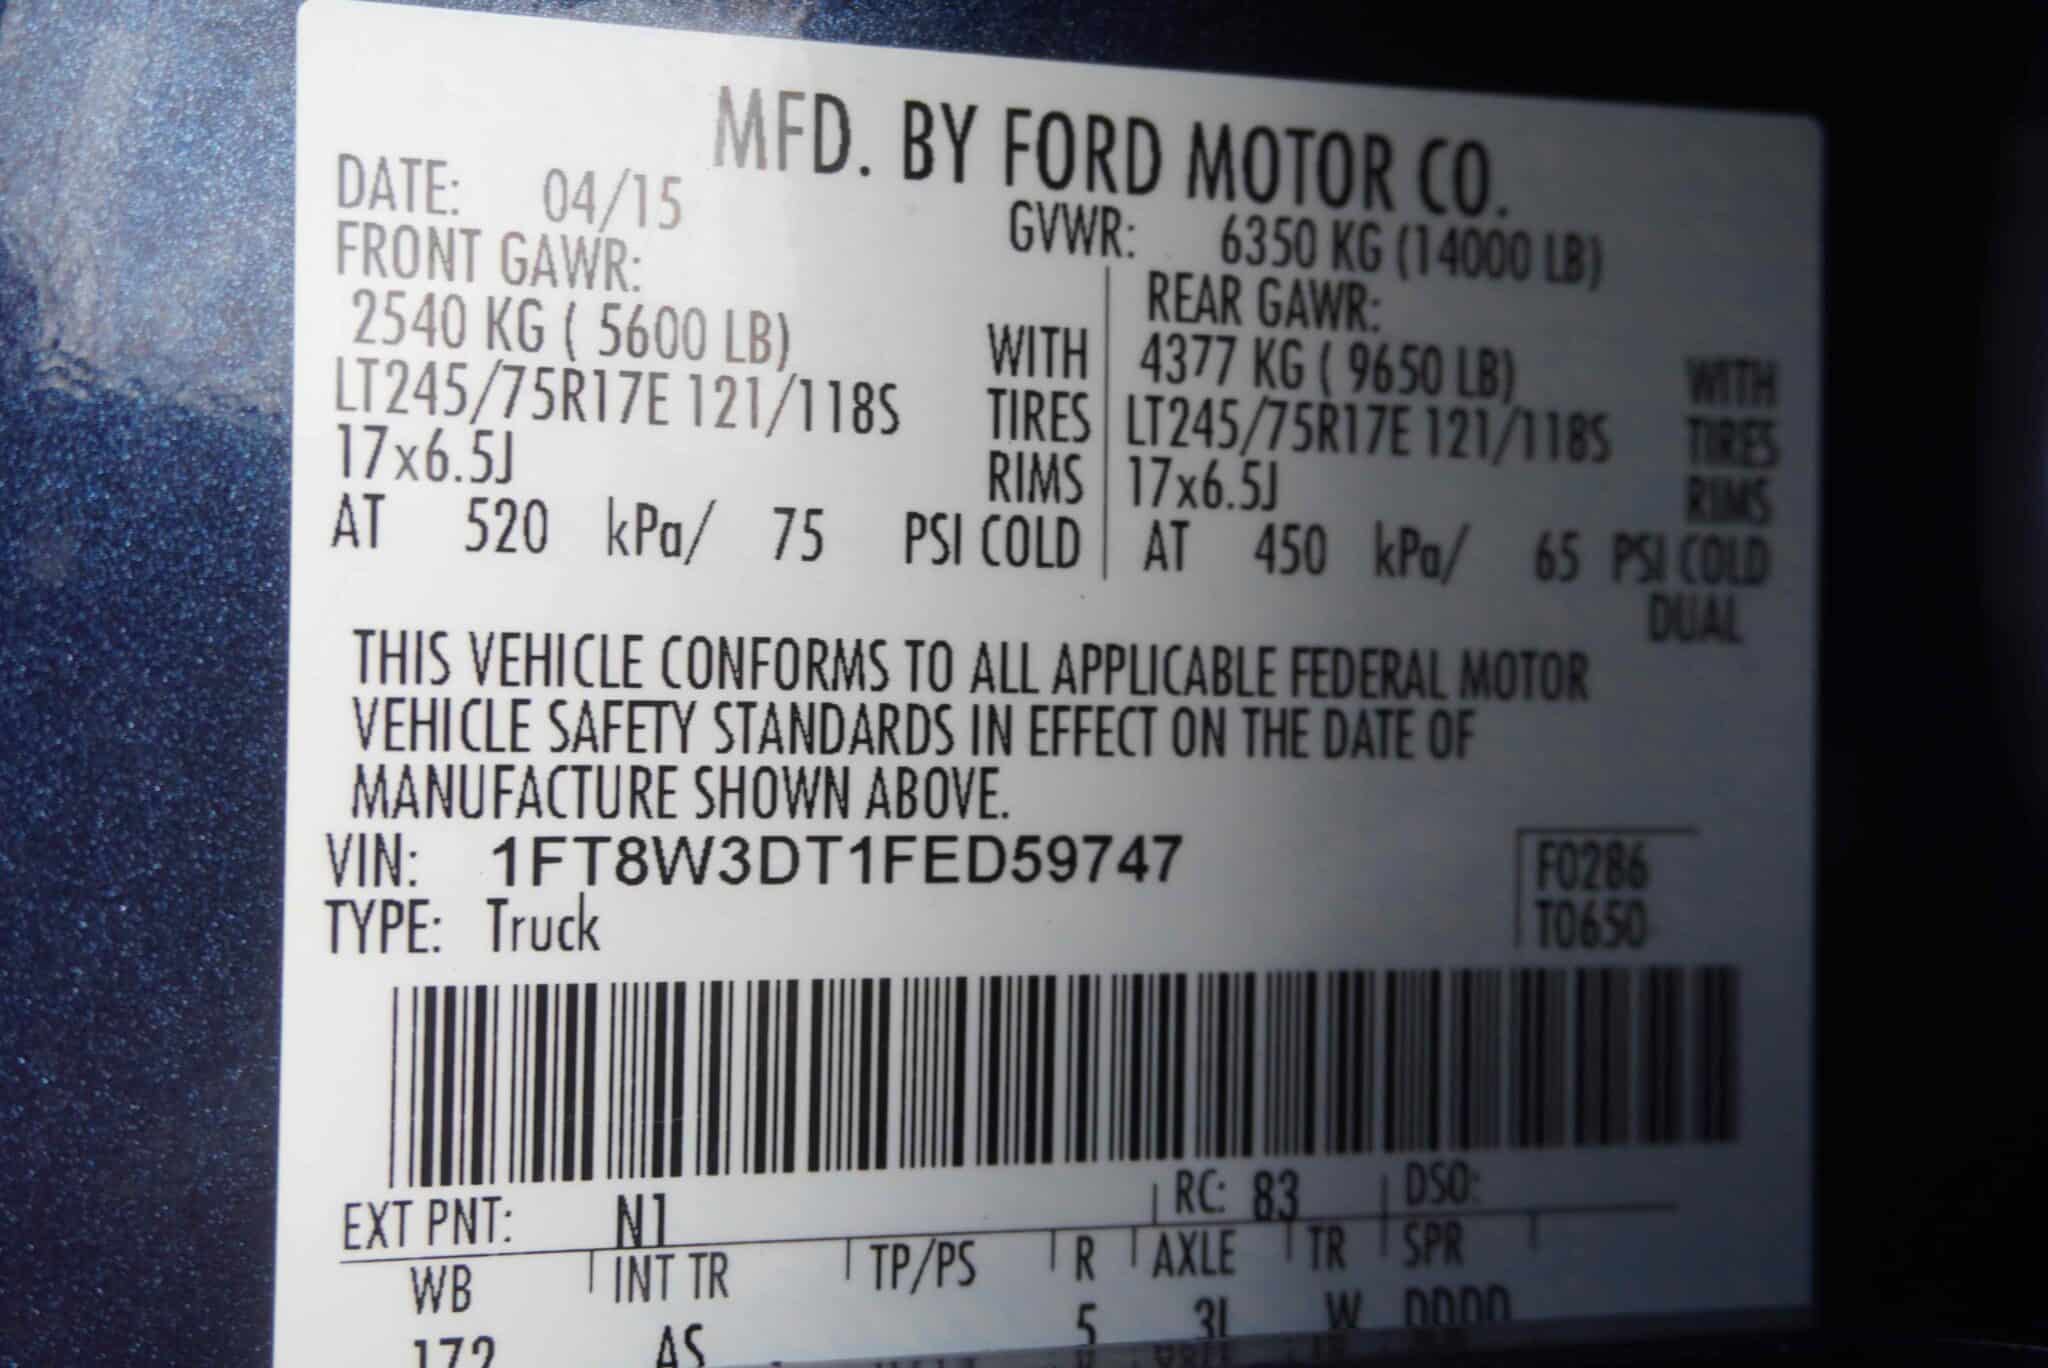 MFD. BY FORD MOTOR CO.
DATE: 04/15
GVWR: 6350 KG (14000 LB)
FRONT GAWR:
2540 KG ( 5600 LB) WITH
LT245/75R17E 121/118S TIRES
17x6.5J RIMS
AT 520 kPa/ 75 PSI COLD
REAR GAWR:
4377 KG ( 9650 LB) WITH
LT245/75R17E 121/118S TIRES
17x6.5J RIMS
AT 450 kPa/ 65 PSI COLD
DUAL
THIS VEHICLE CONFORMS TO ALL APPLICABLE FEDERAL MOTOR
VEHICLE SAFETY STANDARDS IN EFFECT ON THE DATE OF
MANUFACTURE SHOWN ABOVE.
VIN: 1FT8W3DT1FED59747
TYPE: Truck
F0286
T0650
EXT PNT: N1 RC: 83 DSO:
WB INT TR TP/PS R AXLE TR SPR
172 AS 5 W DDDD